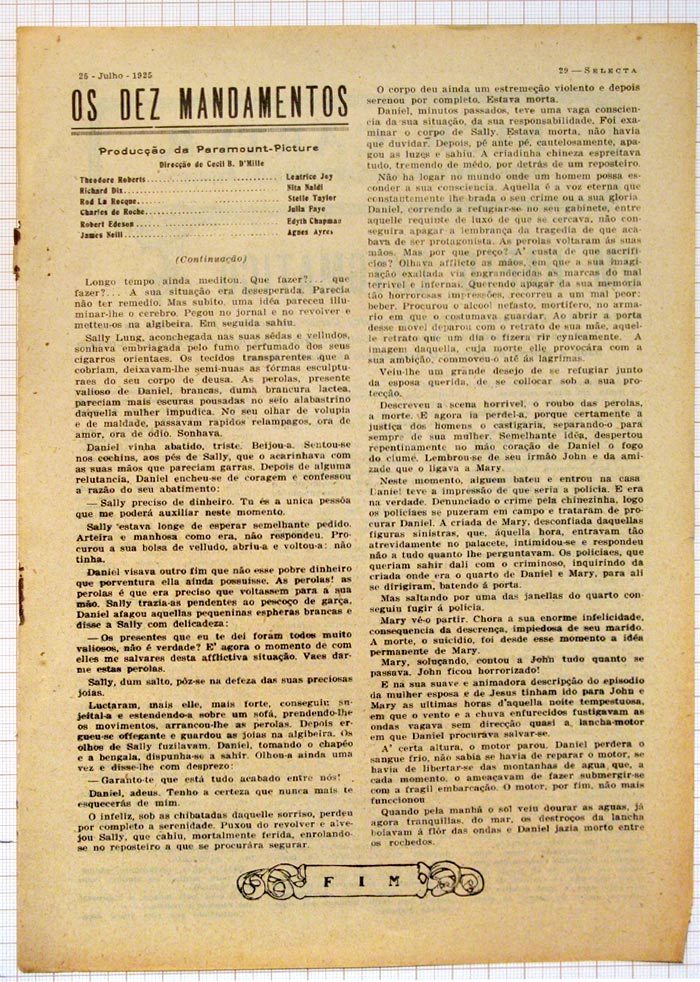 25 - Julho - 1925
29 — SELECTA
OS DEZ MANDAMENTOS
Producção da Paramount-Picture
Direcção de Cecil B. D'Mille
Theodore Roberts.............................. Leatrice Joy
Richard Dix.............................. Nita Naldi
Rod La Rocque.............................. Stelle Taylor
Charles de Roche.............................. Julia Faye
Robert Edeson.............................. Edyth Chapman
James Neill.............................. Agnes Ayres
(Continuação)
Longo tempo ainda meditou. Que fazer?... que
fazer?... A sua situação era desesperada. Parecia
não ter remedio. Mas subito, uma idéa pareceu illu-
minar-lhe o cerebro. Pegou no jornal e no revolver e
metteu-os na algibeira. Em seguida sahiu.
Sally Lung, aconchegada nas suas sêdas e velludos,
sonhava embriagada pelo fumo perfumado dos seus
cigarros orientaes. Os tecidos transparentes que a
cobriam, deixavam-lhe semi-nuas as fórmas esculptu-
raes do seu corpo de deusa. As perolas, presente
valioso de Daniel, brancas, duma brancura lactea,
pareciam mais escuras pousadas no seio alabastrino
daquella mulher impudica. No seu olhar de volupia
e de maldade, passavam rapidos relampagos, ora de
amor, ora de odio. Sonhava.
Daniel vinha abatido, triste. Beijou-a. Sentou-se
nos cochins, aos pés de Sally, que o acarinhava com
as suas mãos que pareciam garras. Depois de alguma
relutancia, Daniel encheu-se de coragem e confessou
a razão do seu abatimento:
— Sally preciso de dinheiro. Tu és a unica pessôa
que me poderá auxiliar neste momento.
Sally estava longe de esperar semelhante pedido.
Arteira e manhosa como era, não respondeu. Pro-
curou a sua bolsa de velludo, abriu-a e voltou-a: não
tinha.
Daniel visava outro fim que não esse pobre dinheiro
que porventura ella ainda possuisse. As perolas! as
perolas é que era preciso que voltassem para a sua
mão. Sally trazia-as pendentes ao pescoço de garça.
Daniel afagou aquellas pequeninas espheras brancas e
disse a Sally com delicadeza:
— Os presentes que eu te dei foram todos muito
valiosos, não é verdade? E' agora o momento de com
elles me salvares desta afflictiva situação. Vaes dar-
me estas perolas.
Sally, dum salto, pôz-se na defeza das suas preciosas
joias.
Luctaram, mais elle, mais forte, conseguiu su-
jeital-a e estendendo-a sobre um sofá, prendendo-lhe
os movimentos, arrancou-lhe as perolas. Depois er-
gueu-se offegante e guardou as joias na algibeira. Os
olhos de Sally fuzilavam. Daniel, tomando o chapéo
e a bengala, dispunha-se a sahir. Olhou-a ainda uma
vez e disse-lhe com desprezo:
— Garanto-te que está tudo acabado entre nós!
Daniel, adeus. Tenho a certeza que nunca mais te
esquecerás de mim.
O infeliz, sob as chibatadas daquelle sorriso, perdeu
por completo a serenidade. Puxou do revolver e alve-
jou Sally, que cahiu, mortalmente ferida, enrolando-
se no reposteiro a que se procurára segurar.
O corpo deu ainda um estremeção violento e depois
serenou por completo. Estava morta.
Daniel, minutos passados, teve uma vaga conscien-
cia da sua situação, da sua responsabilidade. Foi exa-
minar o corpo de Sally. Estava morta, não havia
que duvidar. Depois, pé ante pé, cautelosamente, apa-
gou as luzes e sahiu. A criadinha chineza espreitava
tudo, tremendo de mêdo, por detrás de um reposteiro.
Não ha logar no mundo onde um homem possa es-
conder a sua consciencia. Aquella é a voz eterna que
constantemente lhe brada o seu crime ou a sua gloria.
Daniel, correndo a refugiar-se no seu gabinete, entre
aquelle requinte de luxo de que se cercava, não con-
seguira apagar a lembrança da tragedia de que aca-
bava de ser protagonista. As perolas voltaram ás suas
mãos. Mas por que preço? A' custa de que sacrifi-
cios? Olhava afflicto as mãos, em que a sua imagi-
nação exaltada via engrandecidas as marcas do mal
terrivel e infernal. Querendo apagar da sua memoria
tão horrorosas impressões, recorreu a um mal peor:
beber. Procurou o alcool nefasto, mortifero, no arma-
rio em que o costumava guardar. Ao abrir a porta
desse movel deparou com o retrato de sua mãe, aquel-
le retrato que um dia o fizera rir cynicamente. A
imagem daquella, cuja morte elle provocára com a
sua ambição, commoveu-o até ás lagrimas.
Veiu-lhe um grande desejo de se refugiar junto
da esposa querida, de se collocar sob a sua pro-
tecção.
Descreveu a scena horrivel, o roubo das perolas,
a morte. E agora ia perdel-a, porque certamente a
justiça dos homens o castigaria, separando-o para
sempre de sua mulher. Semelhante idéa, despertou
repentinamente no máo coração de Daniel o fogo
do ciume. Lembrou-se de seu irmão John e da ami-
zade que o ligava a Mary.
Neste momento, alguem bateu e entrou na casa
Daniel teve a impressão de que seria a policia. E era
na verdade. Denunciado o crime pela chinezinha, logo
os policiaes se puzeram em campo e trataram de pro-
curar Daniel. A criada de Mary, desconfiada daquellas
figuras sinistras, que, áquella hora, entravam tão
atrevidamente no palacete, intimidou-se e respondeu
não a tudo quanto lhe perguntavam. Os policiaes, que
queriam sahir dali com o criminoso, inquirindo da
criada onde era o quarto de Daniel e Mary, para ali
se dirigiram, batendo á porta.
Mas saltando por uma das janellas do quarto con-
seguiu fugir á policia.
Mary vê-o partir. Chora a sua enorme infelicidade,
consequencia da descrença, impiedosa de seu marido.
A morte, o suicidio, foi desde esse momento a idéa
permanente de Mary.
Mary, soluçando, contou a John tudo quanto se
passava. John ficou horrorizado!
E na sua suave e animadora descripção do episodio
da mulher esposa e de Jesus tinham ido para John e
Mary as ultimas horas d'aquella noite tempestuosa,
em que o vento e a chuva enfurecidos fustigavam as
ondas vagava sem direcção quasi a lancha-motor
em que Daniel procurava salvar-se.
A' certa altura, o motor parou. Daniel perdera o
sangue frio, não sabia se havia de reparar o motor, se
havia de libertar-se das montanhas de agua que, a
cada momento, o ameaçavam de fazer submergir-se
com a fragil embarcação. O motor, por fim, não mais
funccionou
Quando pela manhã o sol veiu dourar as aguas, já
agora tranquillas, do mar, os destroços da lancha
boiavam á flôr das ondas e Daniel jazia morto entre
os rochedos.
FIM